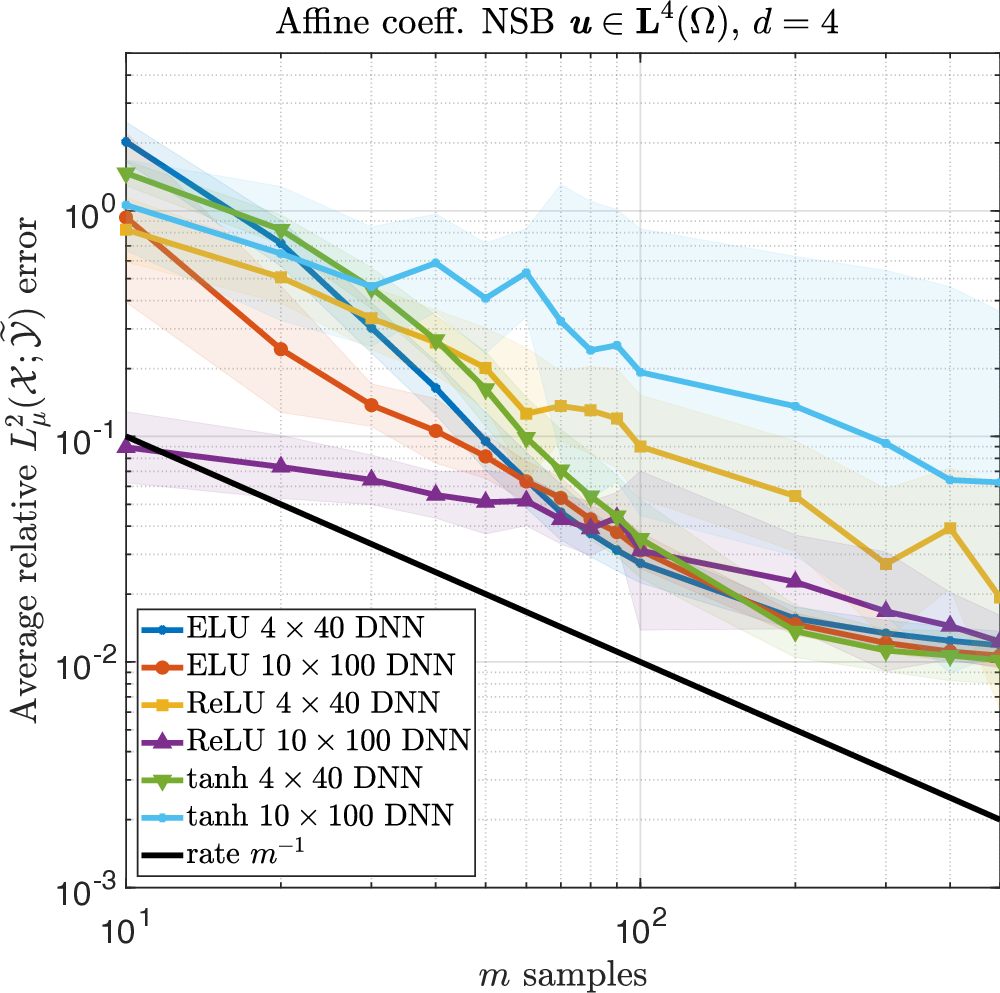 Affine coeff. NSB 𝒖 ∈ 𝐋⁴(Ω), d = 4
Average relative L²_μ(𝒳; 𝒴̃) error
10⁰
10⁻¹
10⁻²
10⁻³
ELU 4 × 40 DNN
ELU 10 × 100 DNN
ReLU 4 × 40 DNN
ReLU 10 × 100 DNN
tanh 4 × 40 DNN
tanh 10 × 100 DNN
rate m⁻¹
10¹ 10²
m samples